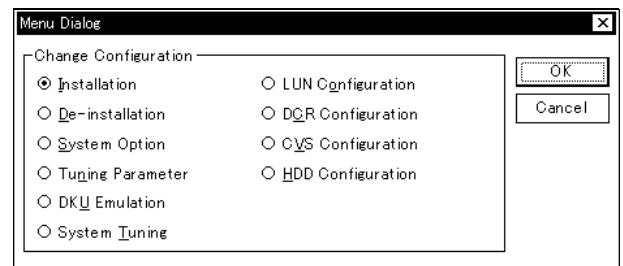 Menu Dialog
Change Configuration
Installation
De-installation
System Option
Tuning Parameter
DKU Emulation
System Tuning
LUN Configuration
DCR Configuration
CVS Configuration
HDD Configuration
OK
Cancel